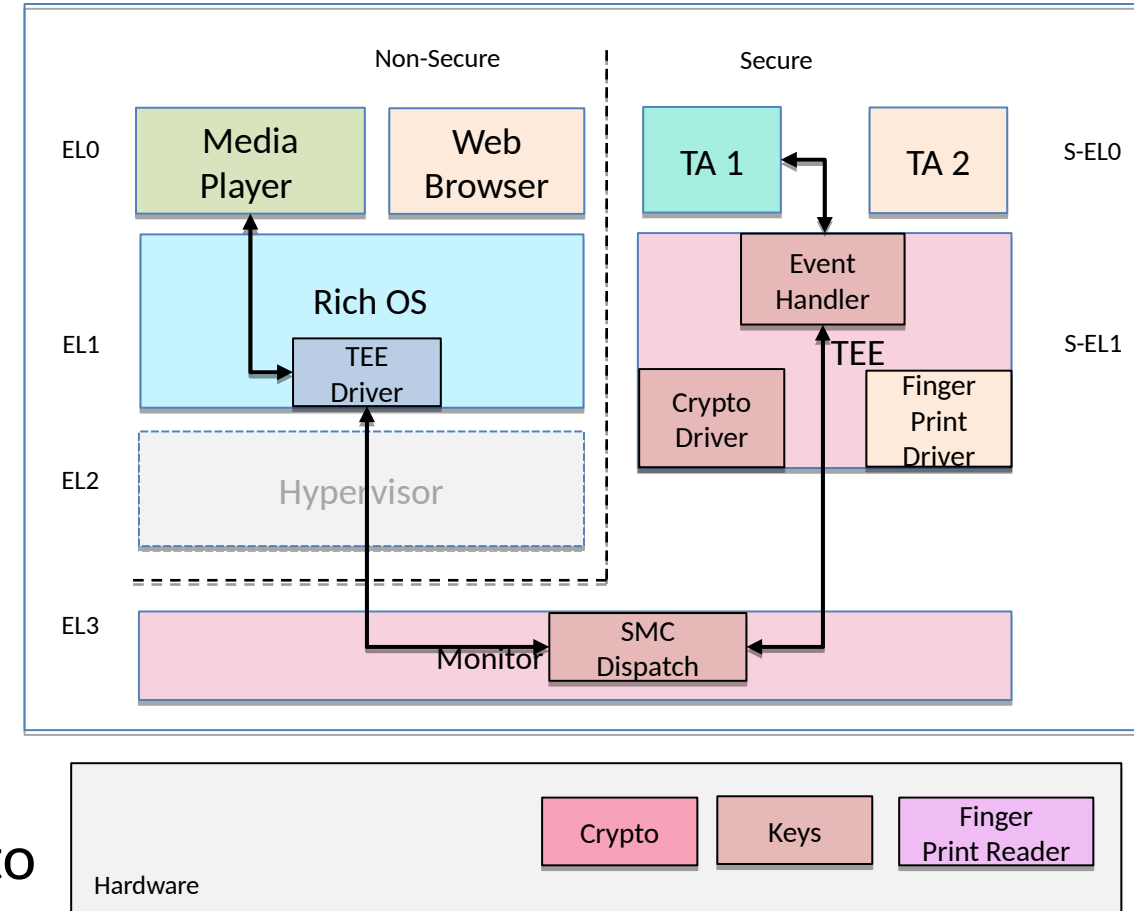 Non-Secure
Secure
EL0
Media
Player
Web
Browser
TA 1
TA 2
S-EL0
Event
Handler
Rich OS
EL1
TEE
Driver
TEE
S-EL1
Crypto
Driver
Finger
Print
Driver
EL2
Hypervisor
EL3
Monitor
SMC
Dispatch
Crypto
Keys
Finger
Print Reader
Hardware